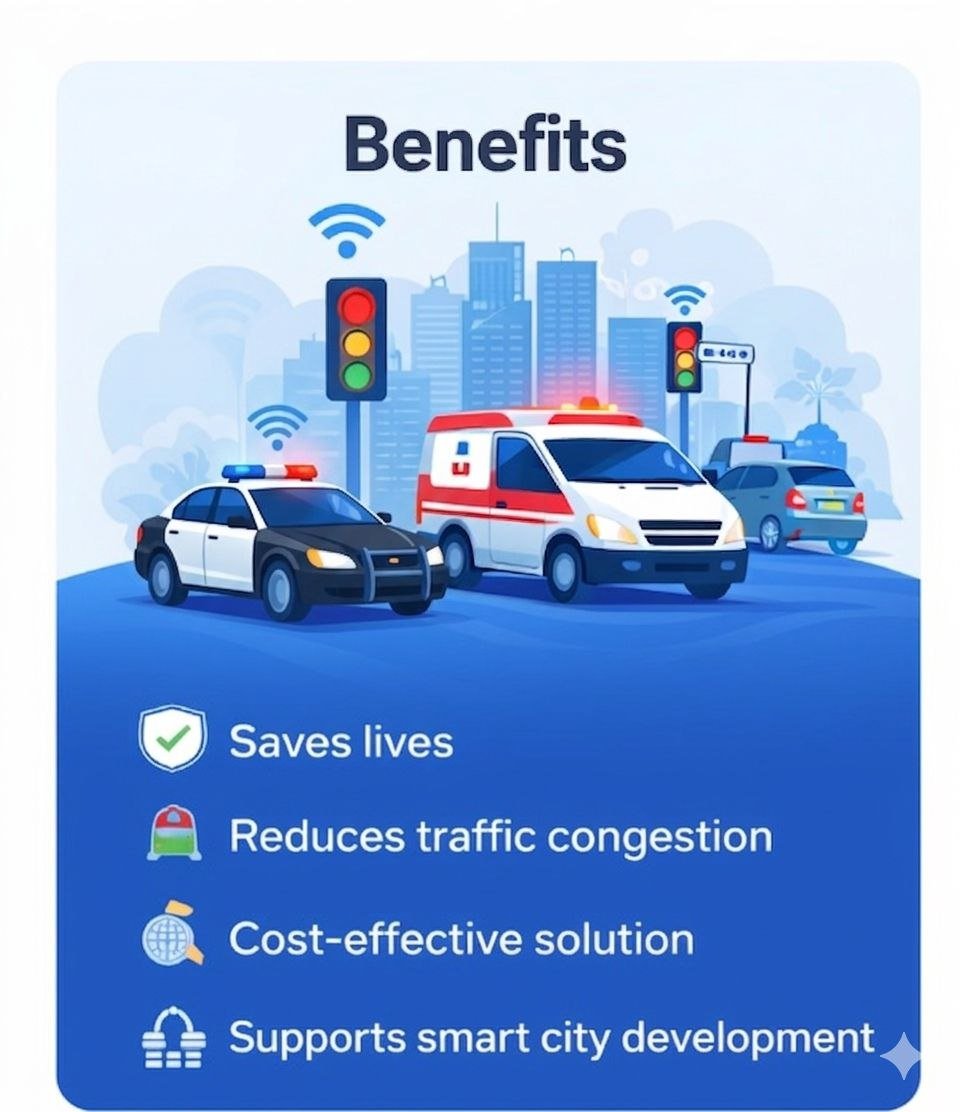 Benefits
Saves lives
Reduces traffic congestion
Cost-effective solution
Supports smart city development